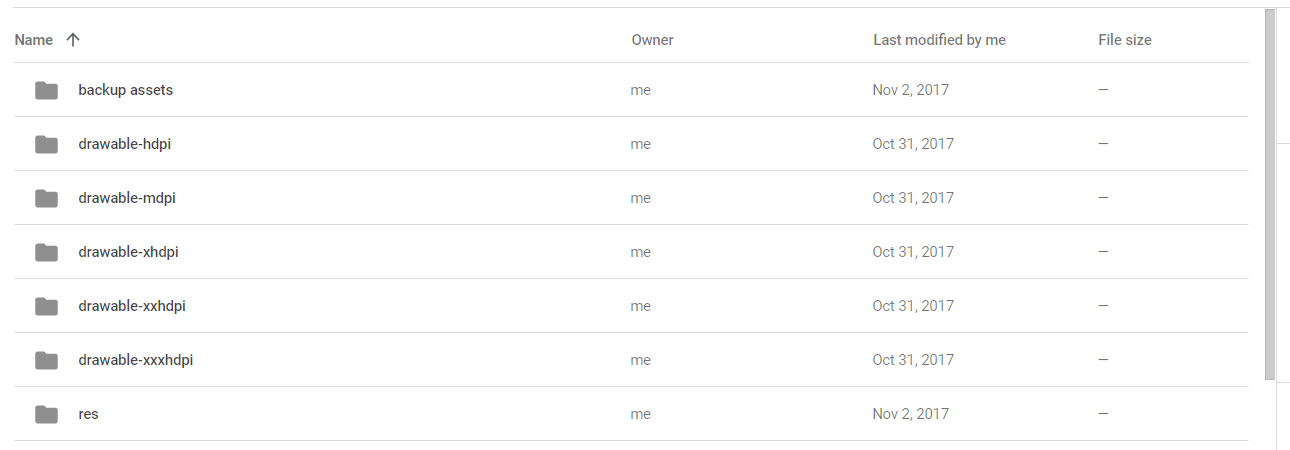 Name Owner Last modified by me File size
backup assets me Nov 2, 2017 —
drawable-hdpi me Oct 31, 2017 —
drawable-mdpi me Oct 31, 2017 —
drawable-xhdpi me Oct 31, 2017 —
drawable-xxhdpi me Oct 31, 2017 —
drawable-xxxhdpi me Oct 31, 2017 —
res me Nov 2, 2017 —